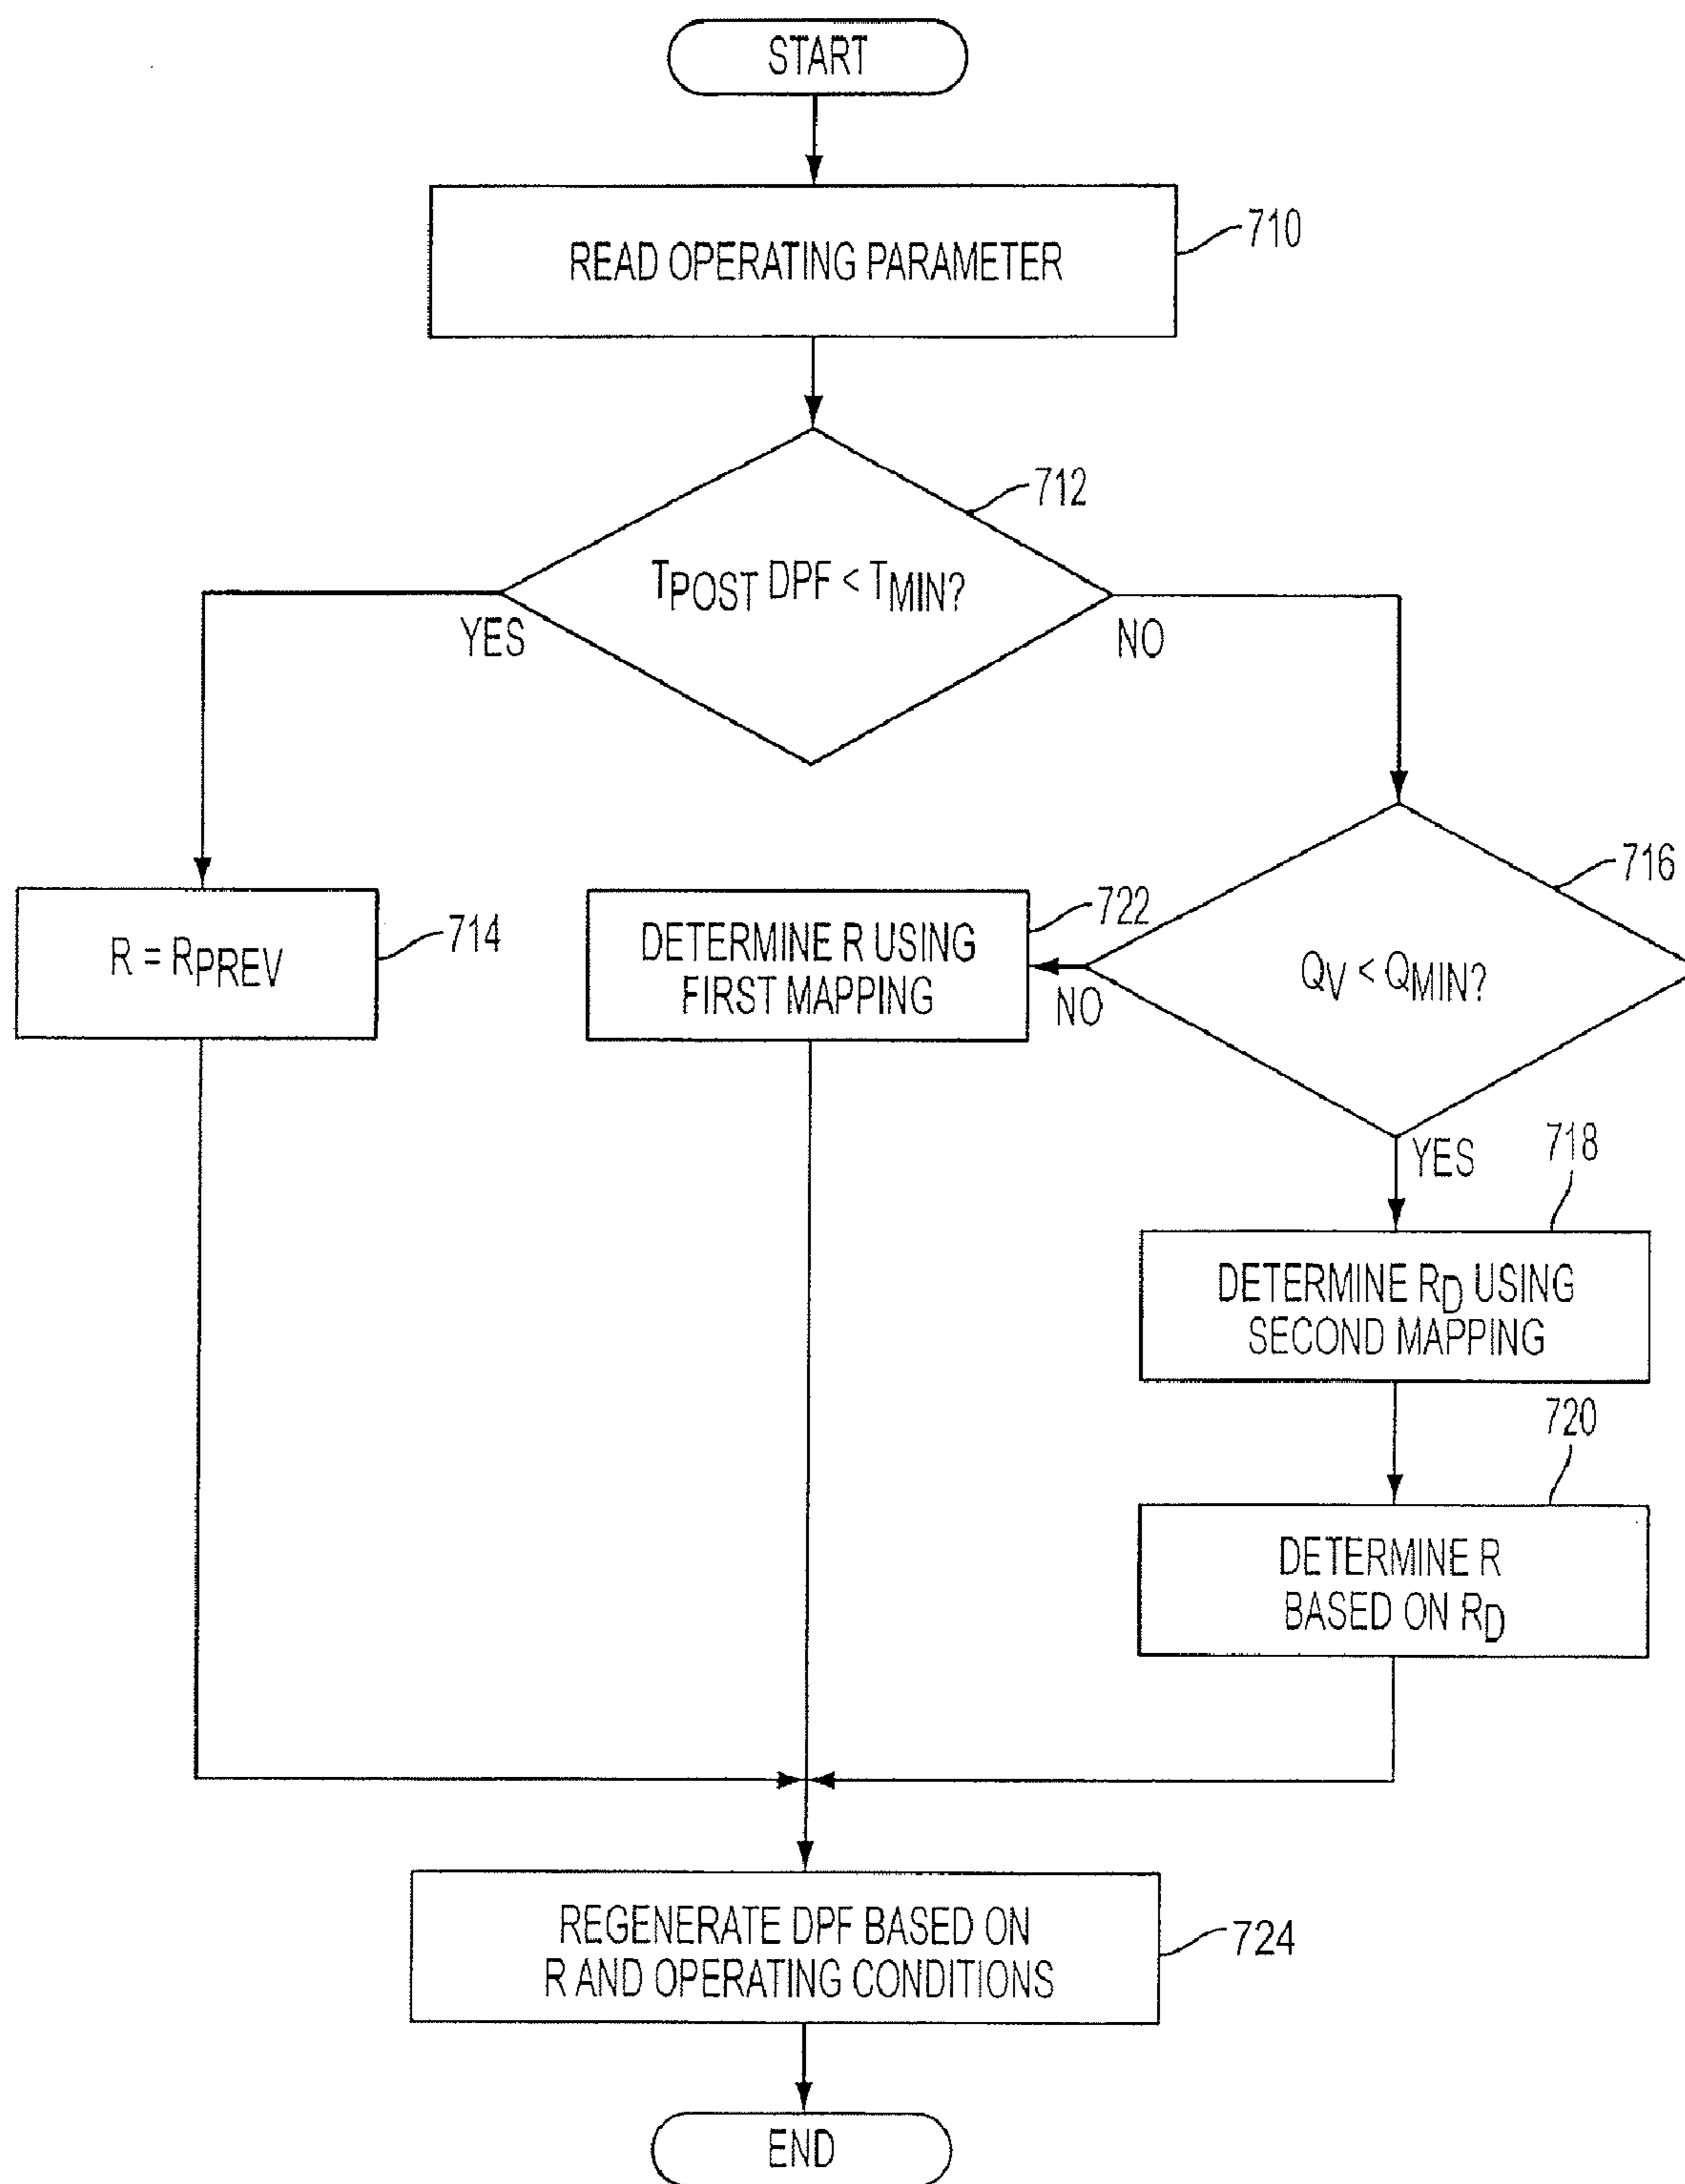 START
READ OPERATING PARAMETER
710
712
TPOST DPF < TMIN?
YES
NO
716
R = RPREV
714
722
DETERMINE R USING
FIRST MAPPING
QV < QMIN?
NO
YES
718
DETERMINE RD USING
SECOND MAPPING
720
DETERMINE R
BASED ON RD
REGENERATE DPF BASED ON
R AND OPERATING CONDITIONS
724
END